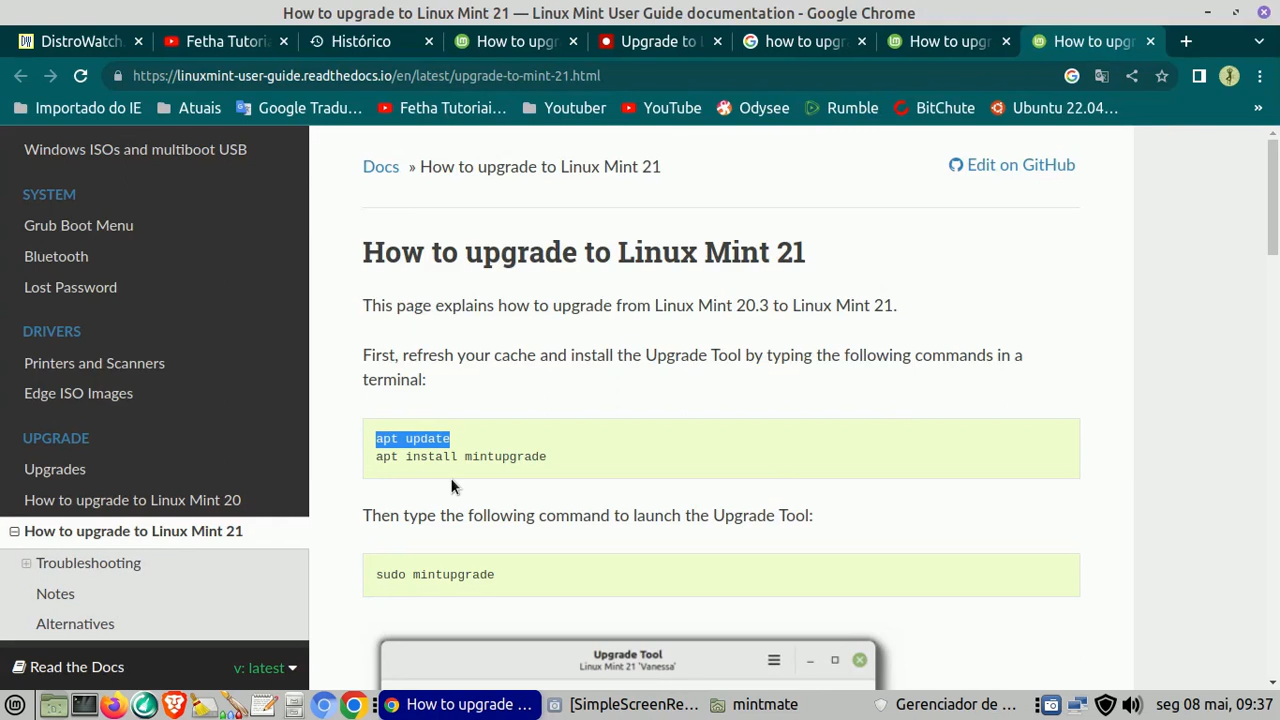 How to upgrade to Linux Mint 21 — Linux Mint User Guide documentation - Google Chrome
DistroWatch.
Fetha Tutori
Histórico
How to upgr
Upgrade to L
how to upgr
How to upgr
How to upgr
https://linuxmint-user-guide.readthedocs.io/en/latest/upgrade-to-mint-21.html
Importado do IE
Atuais
Google Tradu...
Fetha Tutoriai...
Youtuber
YouTube
Odysee
Rumble
BitChute
Ubuntu 22.04...
»
Windows ISOs and multiboot USB
SYSTEM
Grub Boot Menu
Bluetooth
Lost Password
DRIVERS
Printers and Scanners
Edge ISO Images
UPGRADE
Upgrades
How to upgrade to Linux Mint 20
How to upgrade to Linux Mint 21
Troubleshooting
Notes
Alternatives
Read the Docs
v: latest
Docs » How to upgrade to Linux Mint 21
Edit on GitHub
How to upgrade to Linux Mint 21
This page explains how to upgrade from Linux Mint 20.3 to Linux Mint 21.
First, refresh your cache and install the Upgrade Tool by typing the following commands in a
terminal:
apt update
apt install mintupgrade
Then type the following command to launch the Upgrade Tool:
sudo mintupgrade
Upgrade Tool
Linux Mint 21 'Vanessa'
How to upgrade ...
[SimpleScreenRe...
mintmate
Gerenciador de ...
seg 08 mai, 09:37